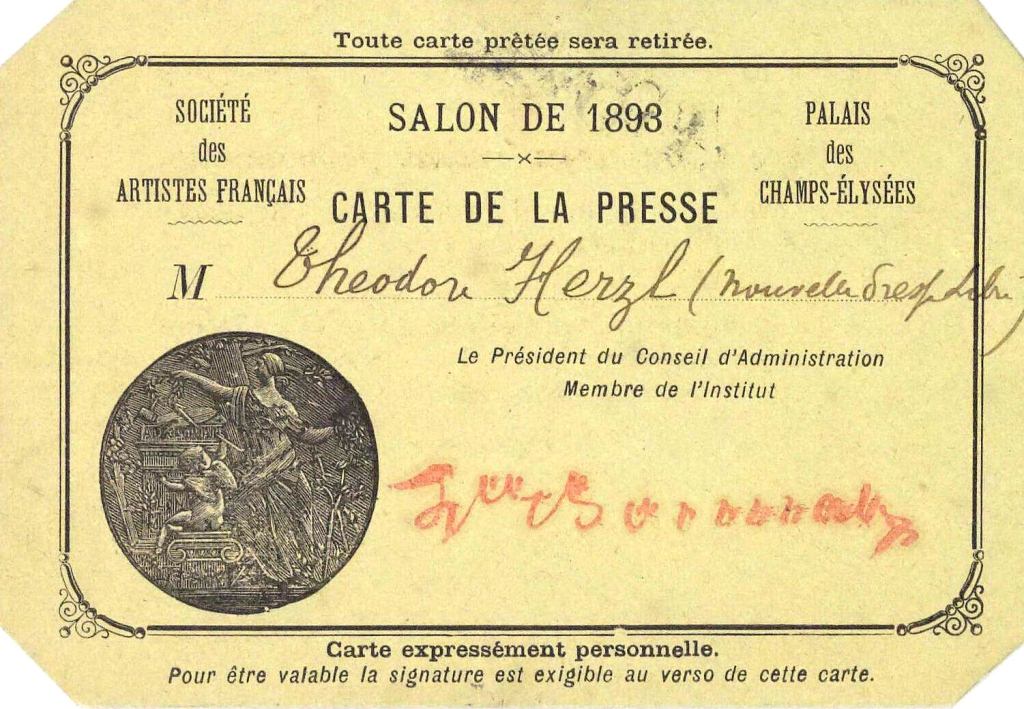 Toute carte prêtée sera retirée.
SOCIÉTÉ
des
ARTISTES FRANÇAIS
SALON DE 1893
CARTE DE LA PRESSE
PALAIS
des
CHAMPS-ÉLYSÉES
M Theodor Herzl (
Le Président du Conseil d'Administration
Membre de l'Institut
Carte expressément personnelle.
Pour être valable la signature est exigible au verso de cette carte.